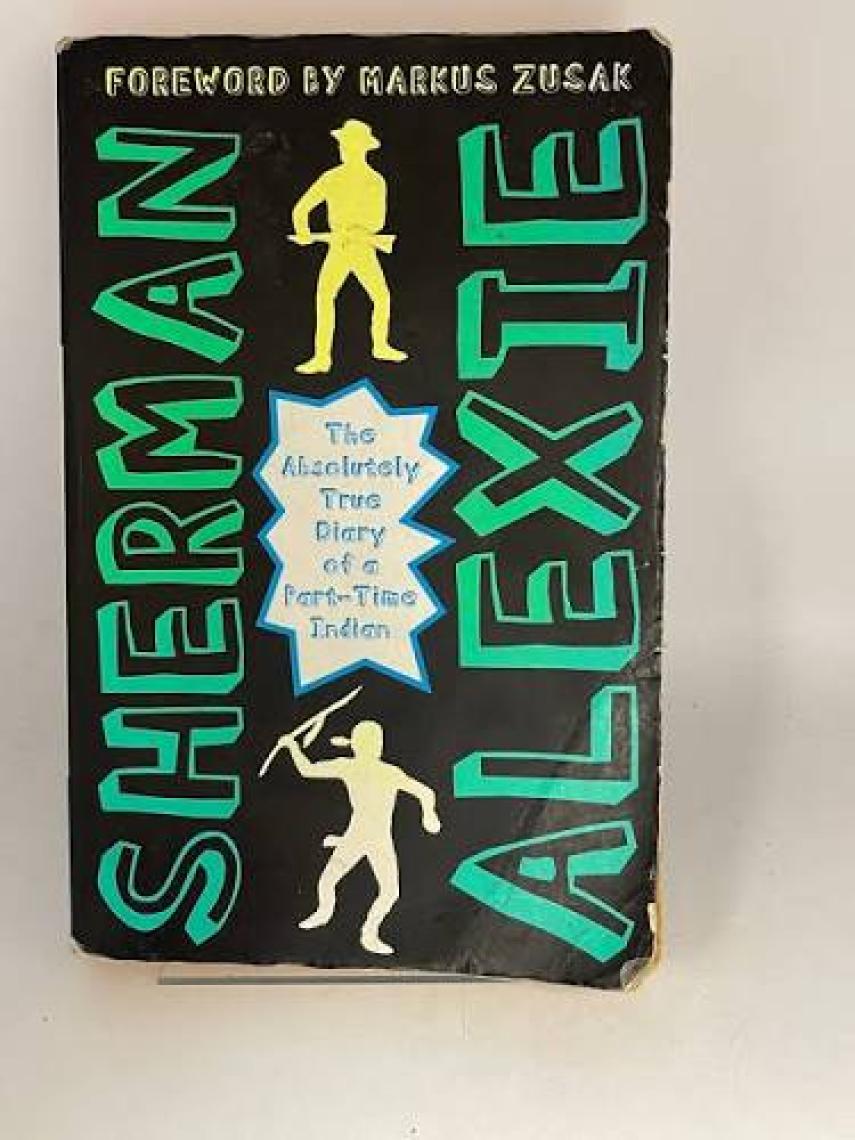 FOREWORD BY MARKUS ZUSAK
SHERMAN
ALEXIE
The
Absolutely
True
Diary
of a
Part-Time
Indian